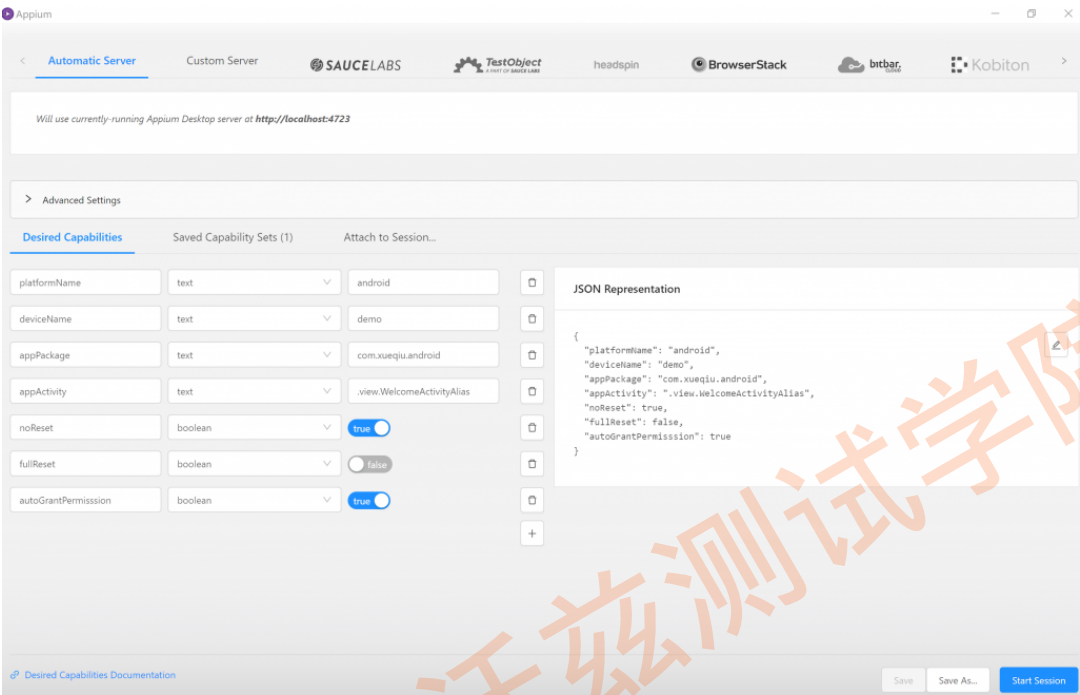 Appium
Automatic Server
Custom Server
SAUCELABS
TestObject
A PART OF SAUCE LABS
headspin
BrowserStack
bitbar
CLOUD
Kobiton
Will use currently-running Appium Desktop server at http://localhost:4723
Advanced Settings
Desired Capabilities
Saved Capability Sets (1)
Attach to Session...
platformName text android
deviceName text demo
appPackage text com.xueqiu.android
appActivity text .view.WelcomeActivityAlias
noReset boolean true
fullReset boolean false
autoGrantPermisssion boolean true
JSON Representation
{
"platformName": "android",
"deviceName": "demo",
"appPackage": "com.xueqiu.android",
"appActivity": ".view.WelcomeActivityAlias",
"noReset": true,
"fullReset": false,
"autoGrantPermisssion": true
}
兹测试学院
Desired Capabilities Documentation
Save
Save As...
Start Session